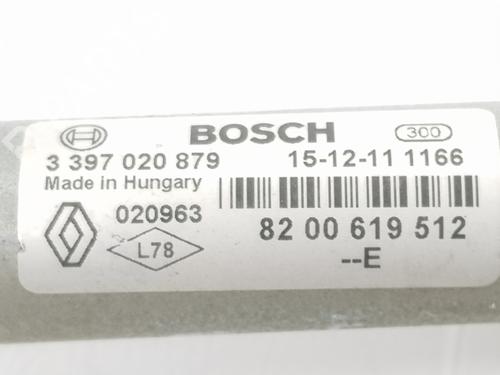 BOSCH 300
3 397 020 879 15-12-11 1166
Made in Hungary
020963
L78
82 00 619 512
--E